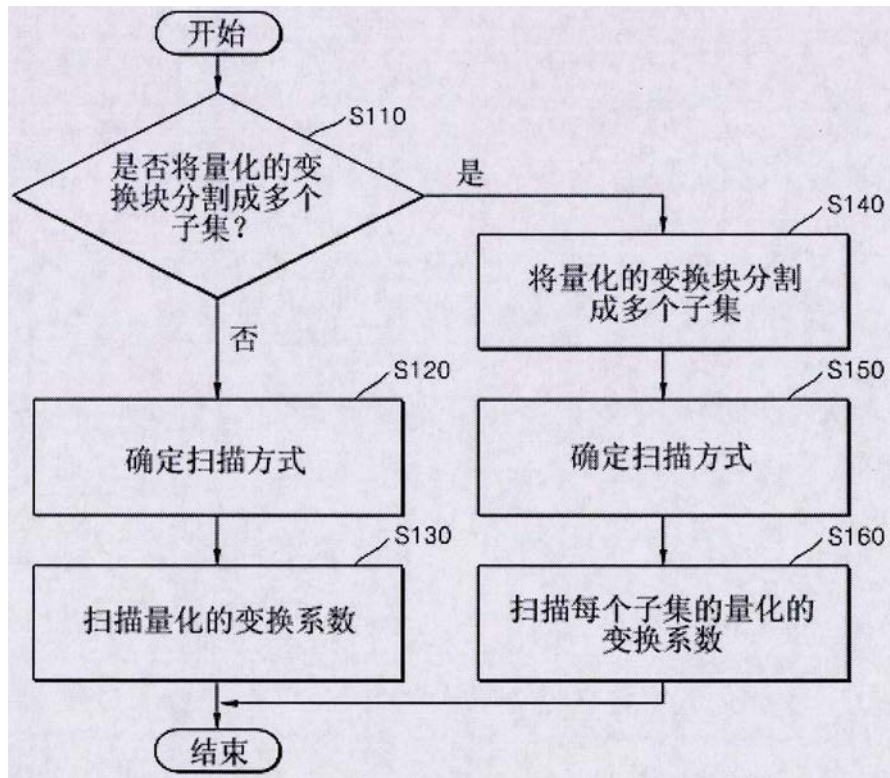 开始
S110
是否将量化的变
换块分割成多个
子集？
是
S140
将量化的变换块分割
成多个子集
否
S120
确定扫描方式
S150
确定扫描方式
S130
扫描量化的变换系数
S160
扫描每个子集的量化的
变换系数
结束